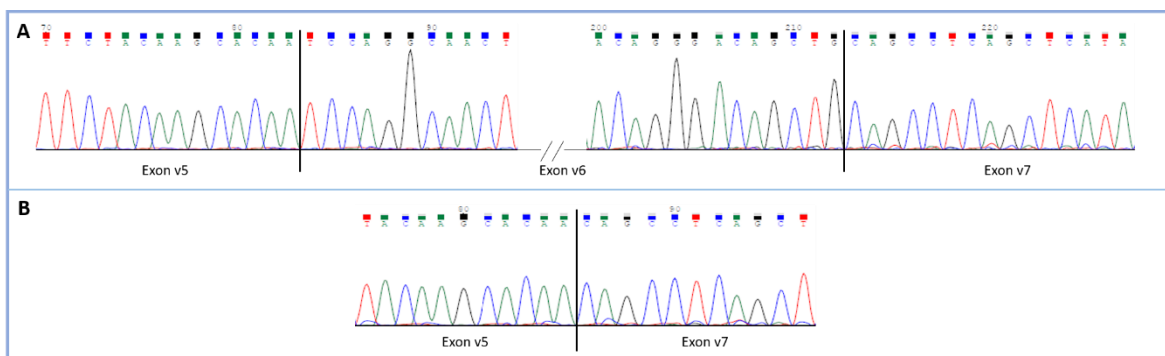 A
70 80 90 200 210 220
T T C T A C A A G C A C A A T C C A G G C A A C T A C A G G G A C A G C T G C A G C C T C A G C T C A T A
//
Exon v5 Exon v6 Exon v7
B
80 90
T A C A A G C A C A A C A G C C T C A G C T
Exon v5 Exon v7